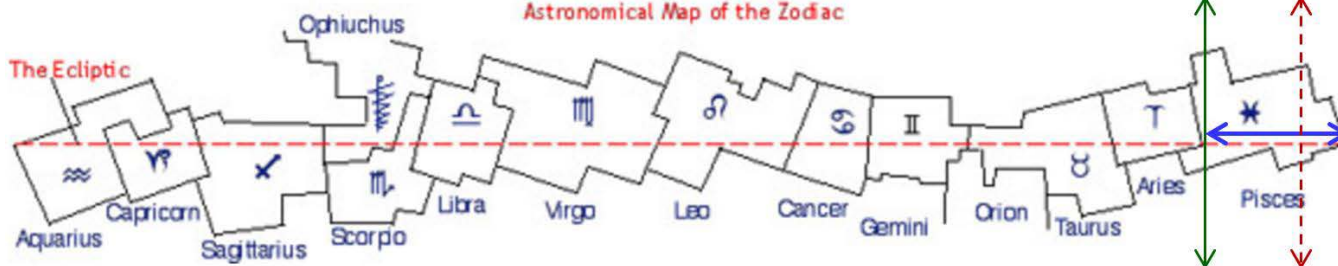 Astronomical Map of the Zodiac
Ophiuchus
The Ecliptic
Aquarius
Capricorn
Sagittarius
Scorpo
Libra
Virgo
Leo
Cancer
Gemini
Orion
Taurus
Aries
Pisces